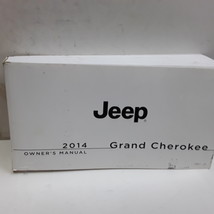 Jeep
2014 Grand Cherokee
OWNER'S MANUAL